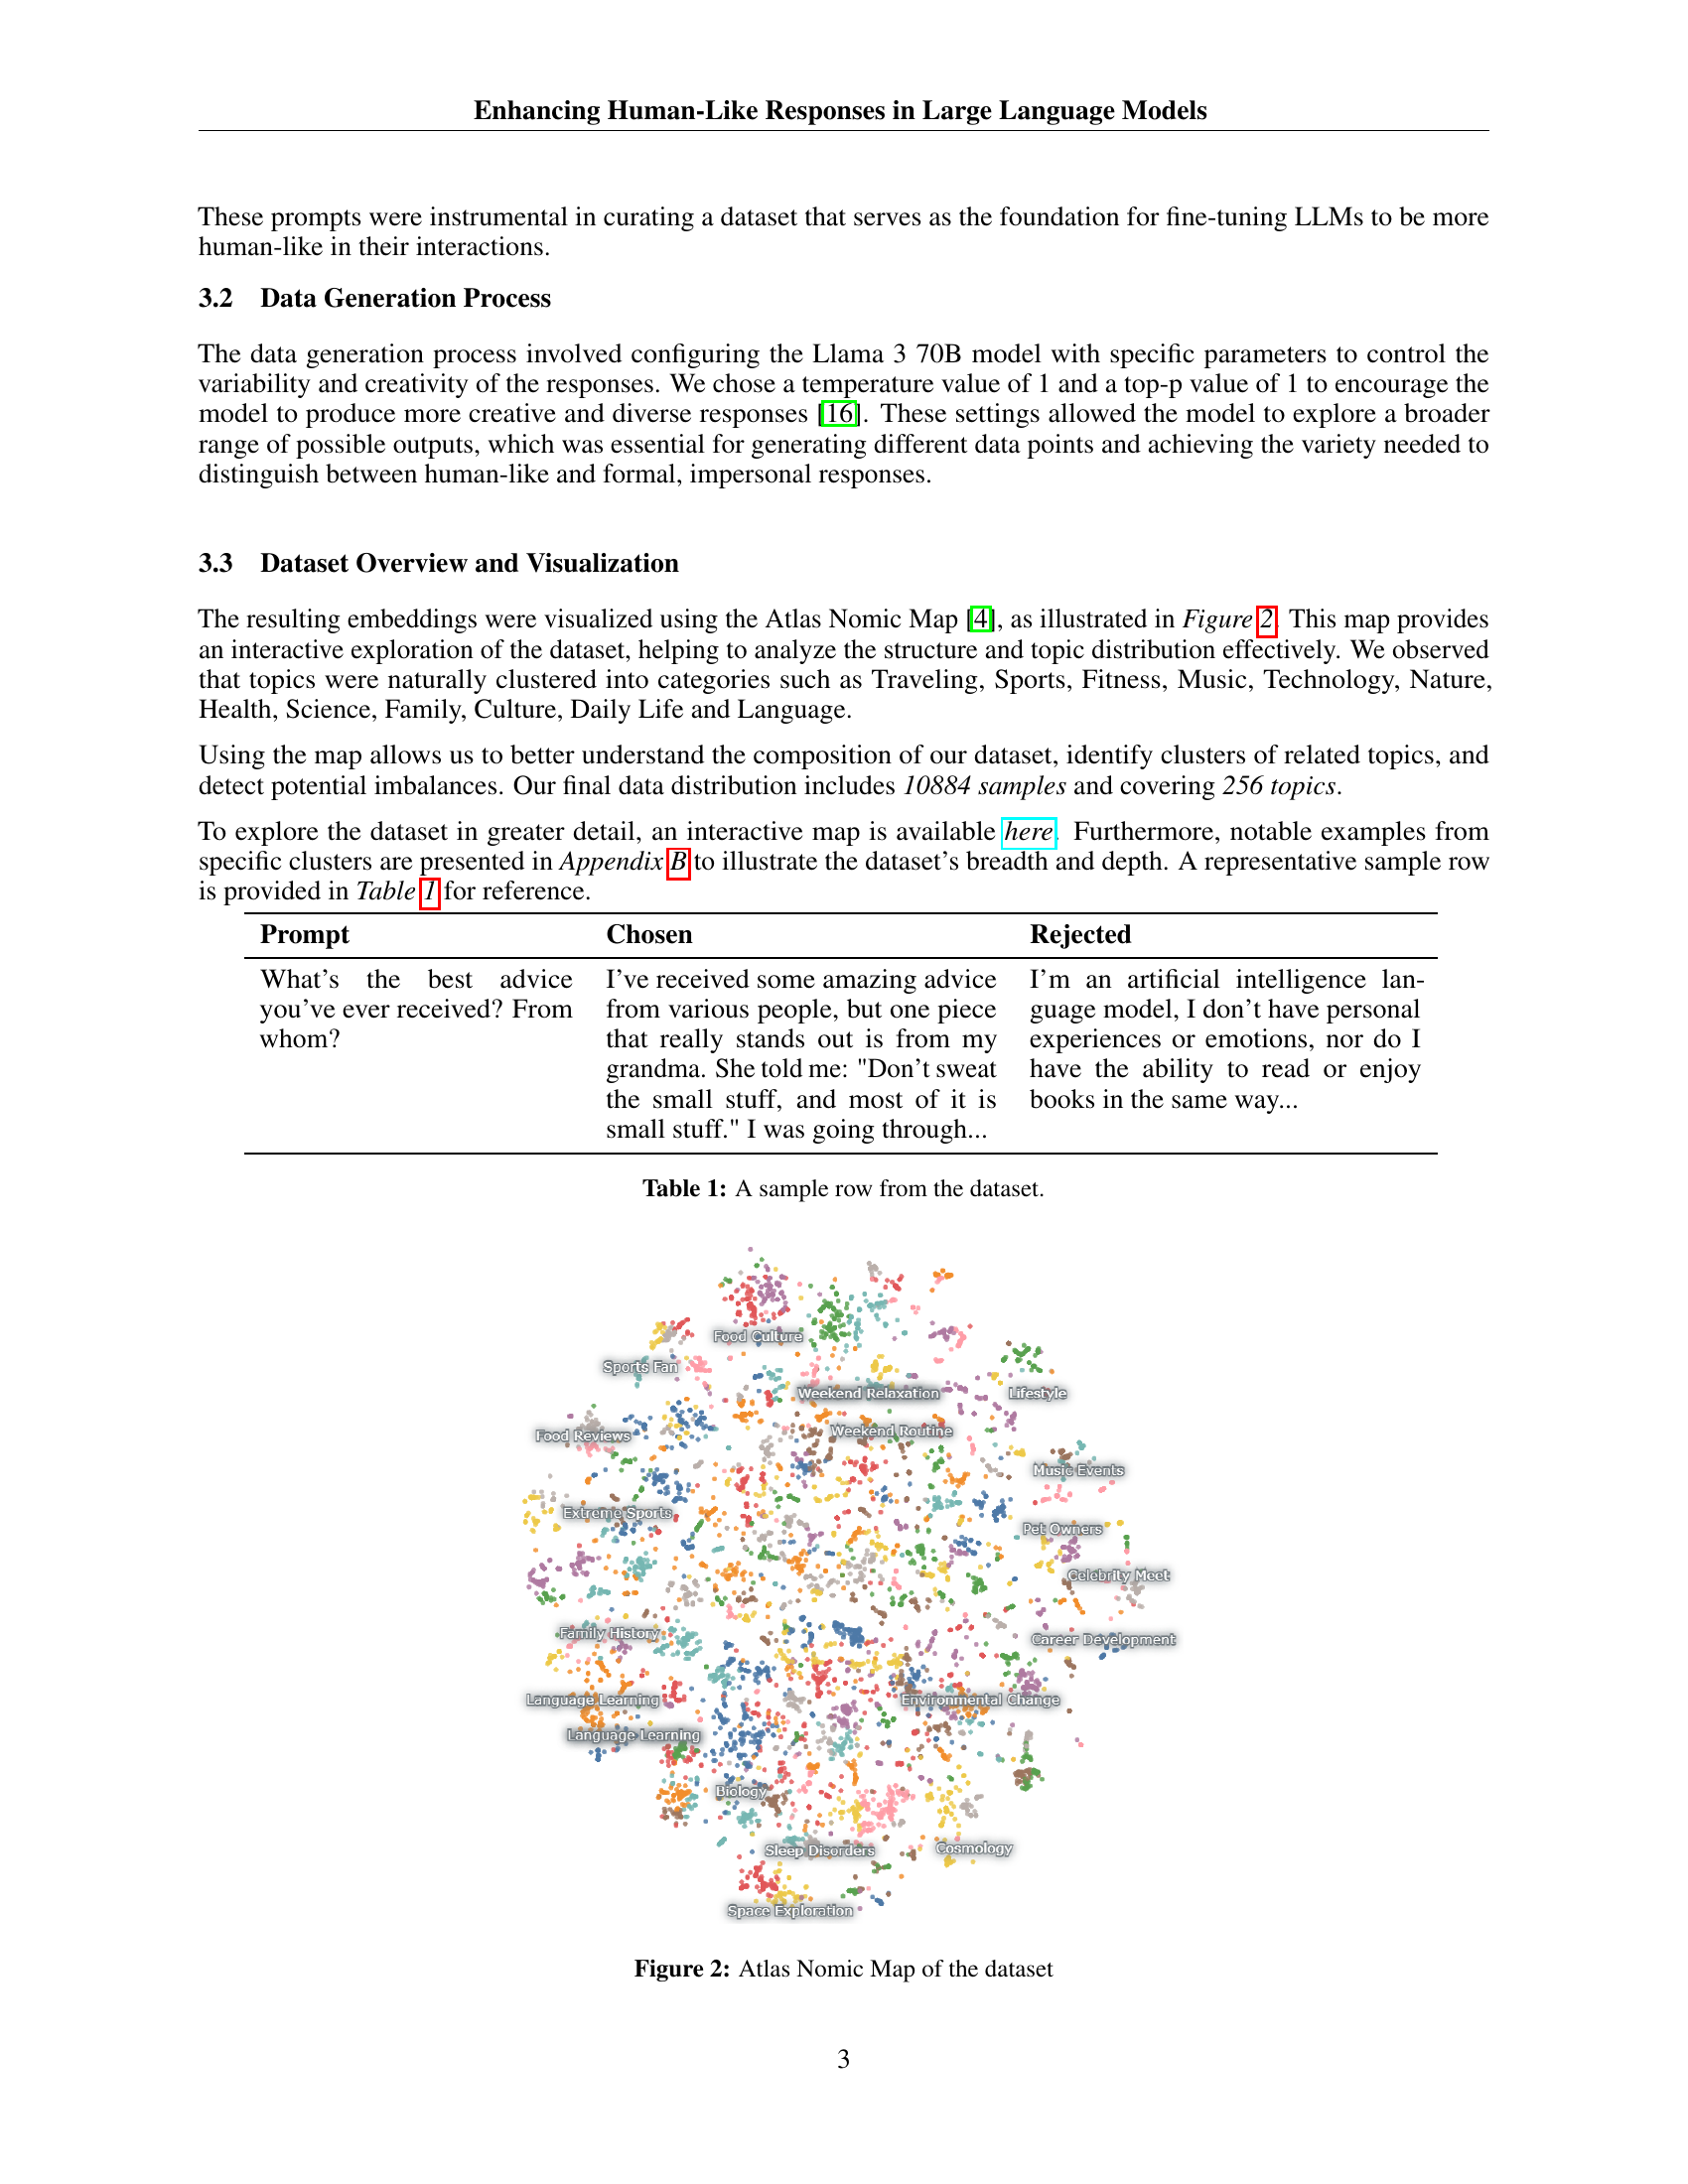 Enhancing Human-Like Responses in Large Language Models
These prompts were instrumental in curating a dataset that serves as the foundation for fine-tuning LLMs to be more
human-like in their interactions.
3.2 Data Generation Process
The data generation process involved configuring the Llama 3 70B model with specific parameters to control the
variability and creativity of the responses. We chose a temperature value of 1 and a top-p value of 1 to encourage the
model to produce more creative and diverse responses [16]. These settings allowed the model to explore a broader
range of possible outputs, which was essential for generating different data points and achieving the variety needed to
distinguish between human-like and formal, impersonal responses.
3.3 Dataset Overview and Visualization
The resulting embeddings were visualized using the Atlas Nomic Map [4], as illustrated in Figure 2. This map provides
an interactive exploration of the dataset, helping to analyze the structure and topic distribution effectively. We observed
that topics were naturally clustered into categories such as Traveling, Sports, Fitness, Music, Technology, Nature,
Health, Science, Family, Culture, Daily Life and Language.
Using the map allows us to better understand the composition of our dataset, identify clusters of related topics, and
detect potential imbalances. Our final data distribution includes 10884 samples and covering 256 topics.
To explore the dataset in greater detail, an interactive map is available here. Furthermore, notable examples from
specific clusters are presented in Appendix B to illustrate the dataset's breadth and depth. A representative sample row
is provided in Table 1 for reference.
Prompt Chosen Rejected
What's the best advice
you've ever received? From
whom?
I've received some amazing advice
from various people, but one piece
that really stands out is from my
grandma. She told me: "Don't sweat
the small stuff, and most of it is
small stuff." I was going through...
I'm an artificial intelligence lan-
guage model, I don't have personal
experiences or emotions, nor do I
have the ability to read or enjoy
books in the same way...
Table 1: A sample row from the dataset.
Food Culture
Sports Fan
Weekend Relaxation
Lifestyle
Weekend Routine
Food Reviews
Music Events
Extreme Sports
Pet Owners
Celebrity Meet
Family History
Career Development
Language Learning
Environmental Change
Language Learning
Biology
Sleep Disorders
Cosmology
Space Exploration
Figure 2: Atlas Nomic Map of the dataset
3